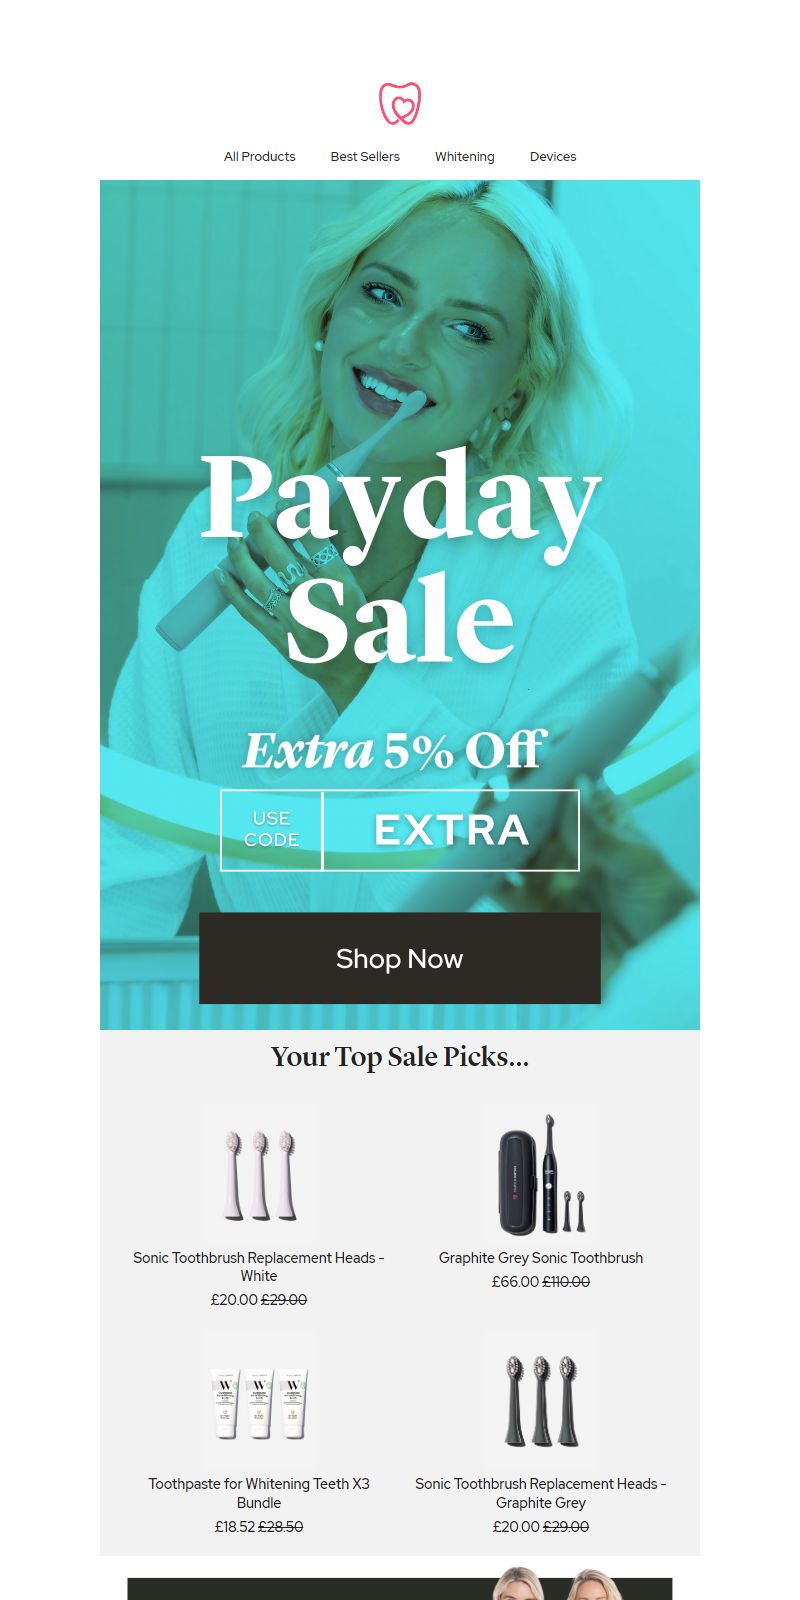 All Products Best Sellers Whitening Devices
Payday
Sale
Extra 5% Off
USE
CODE
EXTRA
Shop Now
Your Top Sale Picks...
Sonic Toothbrush Replacement Heads -
White
£20.00 £29.00
Graphite Grey Sonic Toothbrush
£66.00 £110.00
W
W
W
Toothpaste for Whitening Teeth X3
Bundle
£18.52 £28.50
Sonic Toothbrush Replacement Heads -
Graphite Grey
£20.00 £29.00